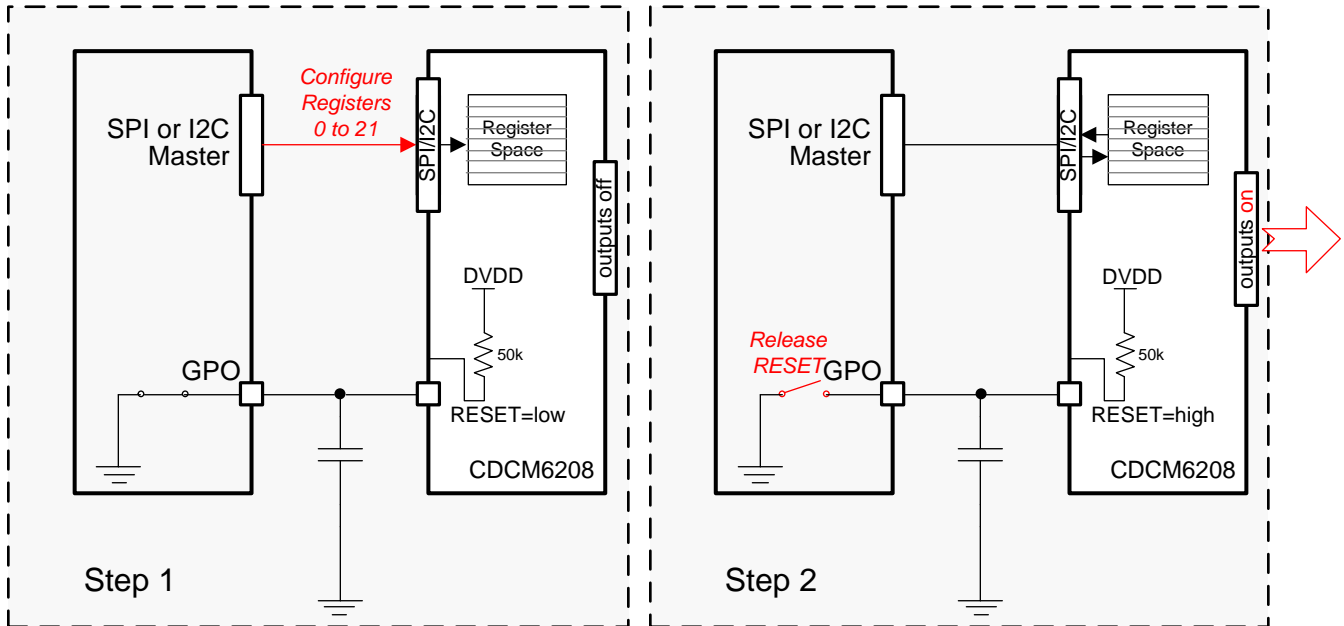 Configure
Registers
0 to 21
SPI or I2C
Master
SPI/I2C
Register
Space
outputs off
DVDD
50k
GPO
RESET=low
CDCM6208
Step 1
SPI or I2C
Master
SPI/I2C
Register
Space
outputs on
DVDD
50k
Release
RESET
GPO
RESET=high
CDCM6208
Step 2